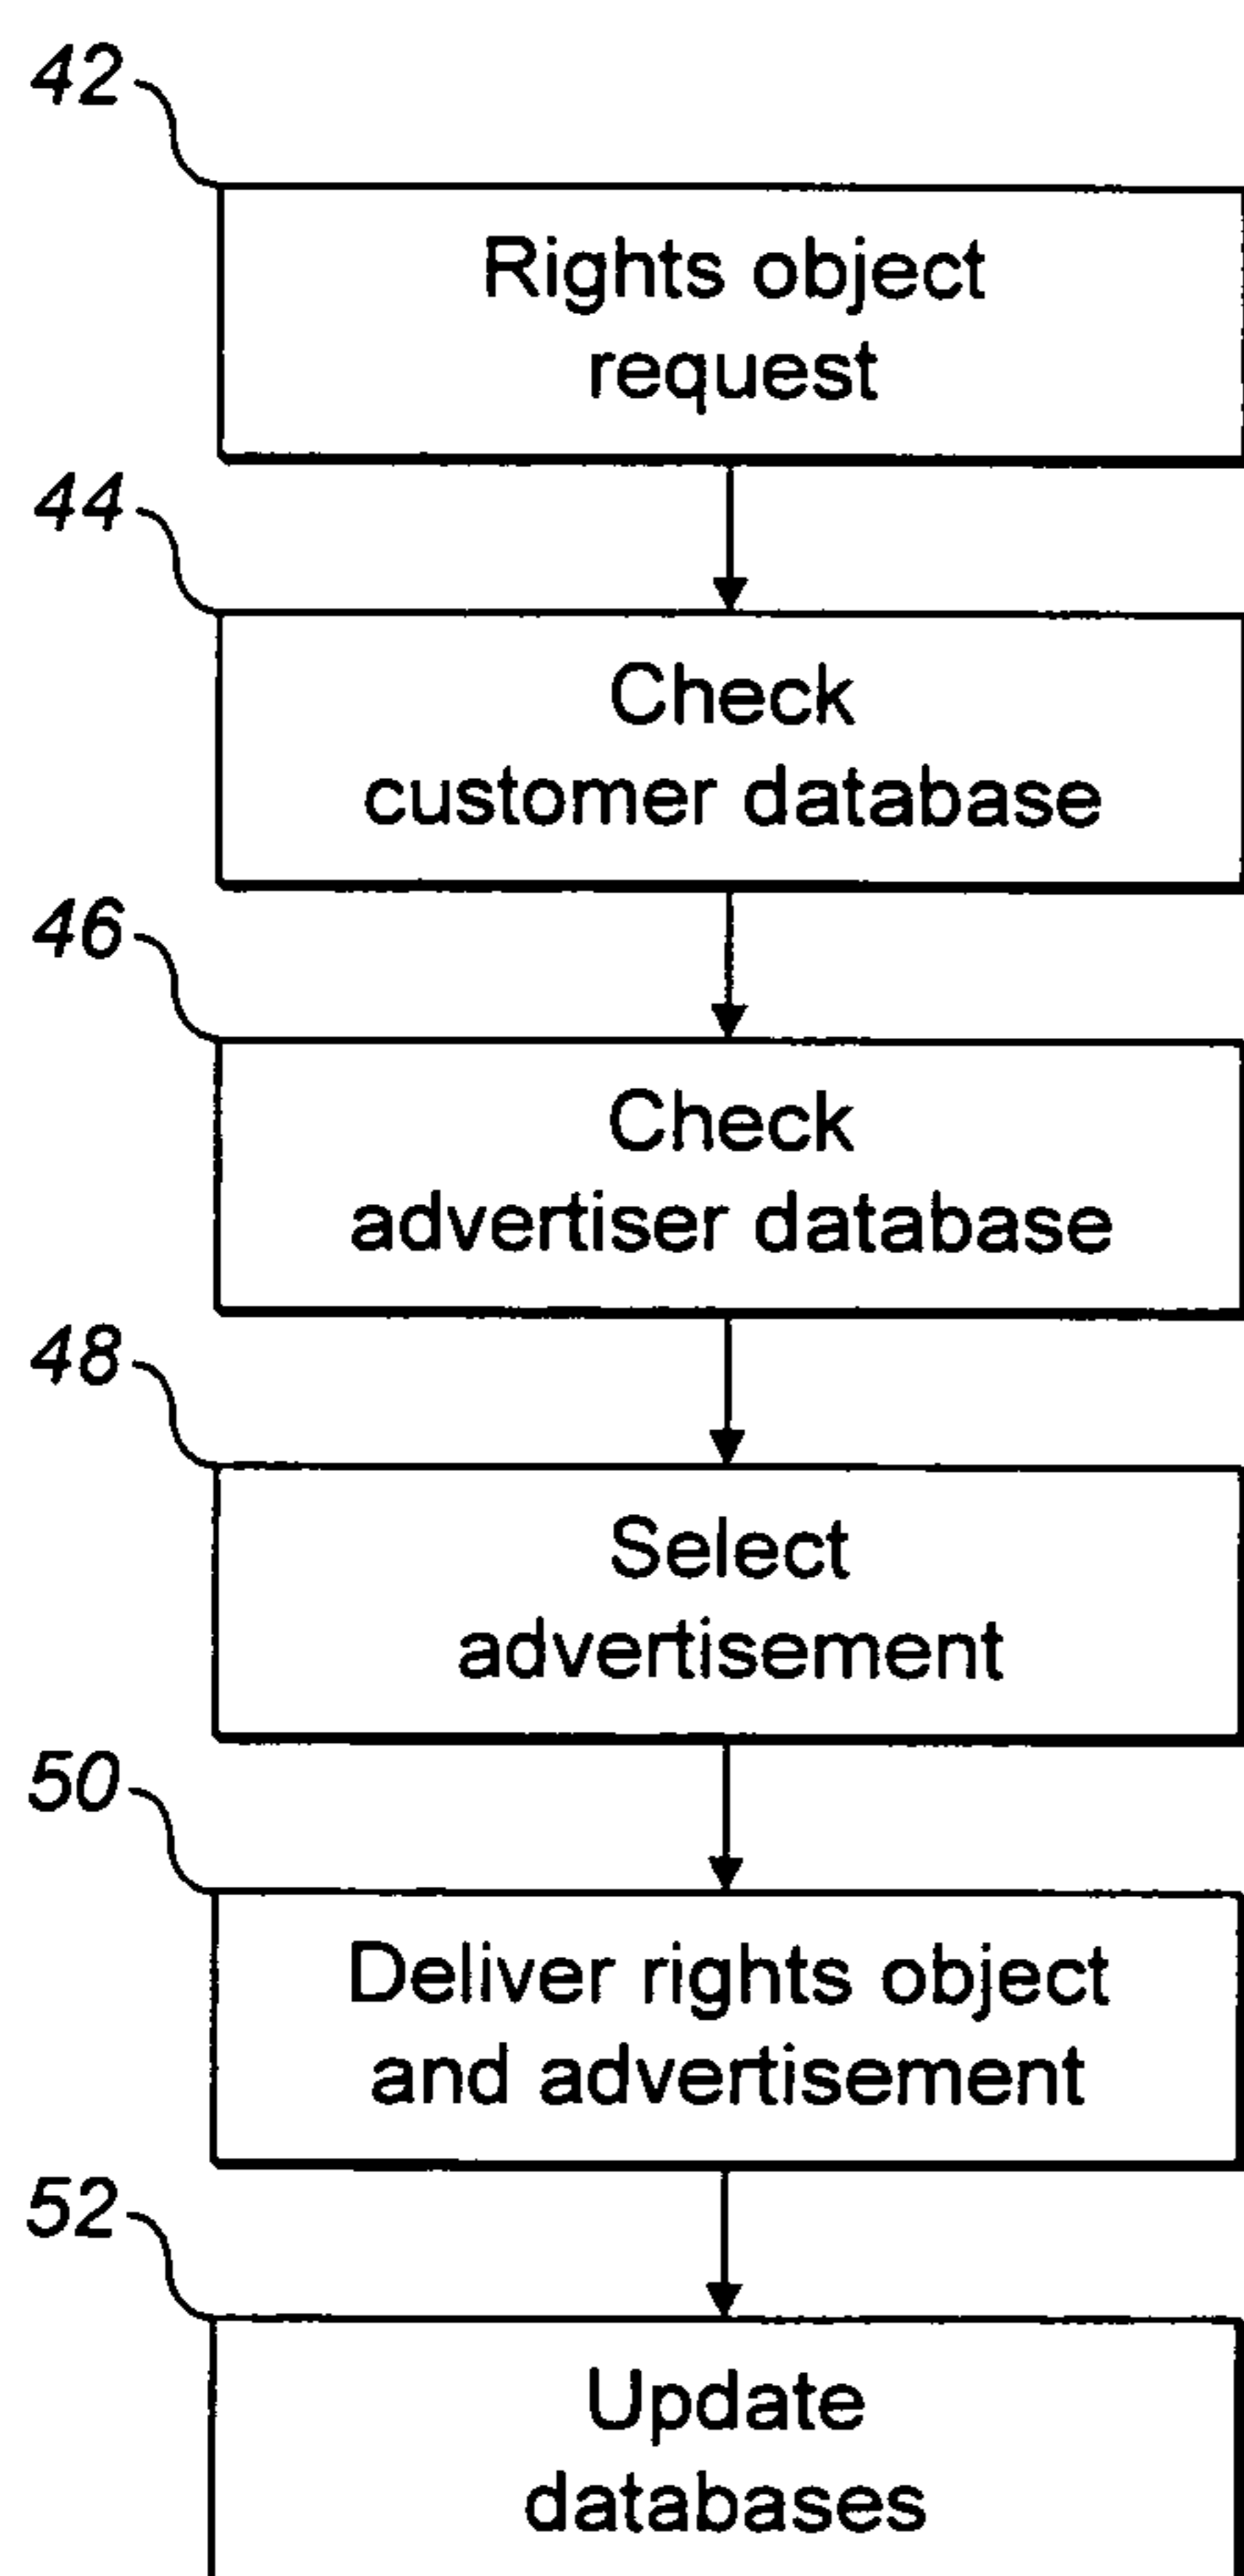 42
Rights object
request
44
Check
customer database
46
Check
advertiser database
48
Select
advertisement
50
Deliver rights object
and advertisement
52
Update
databases